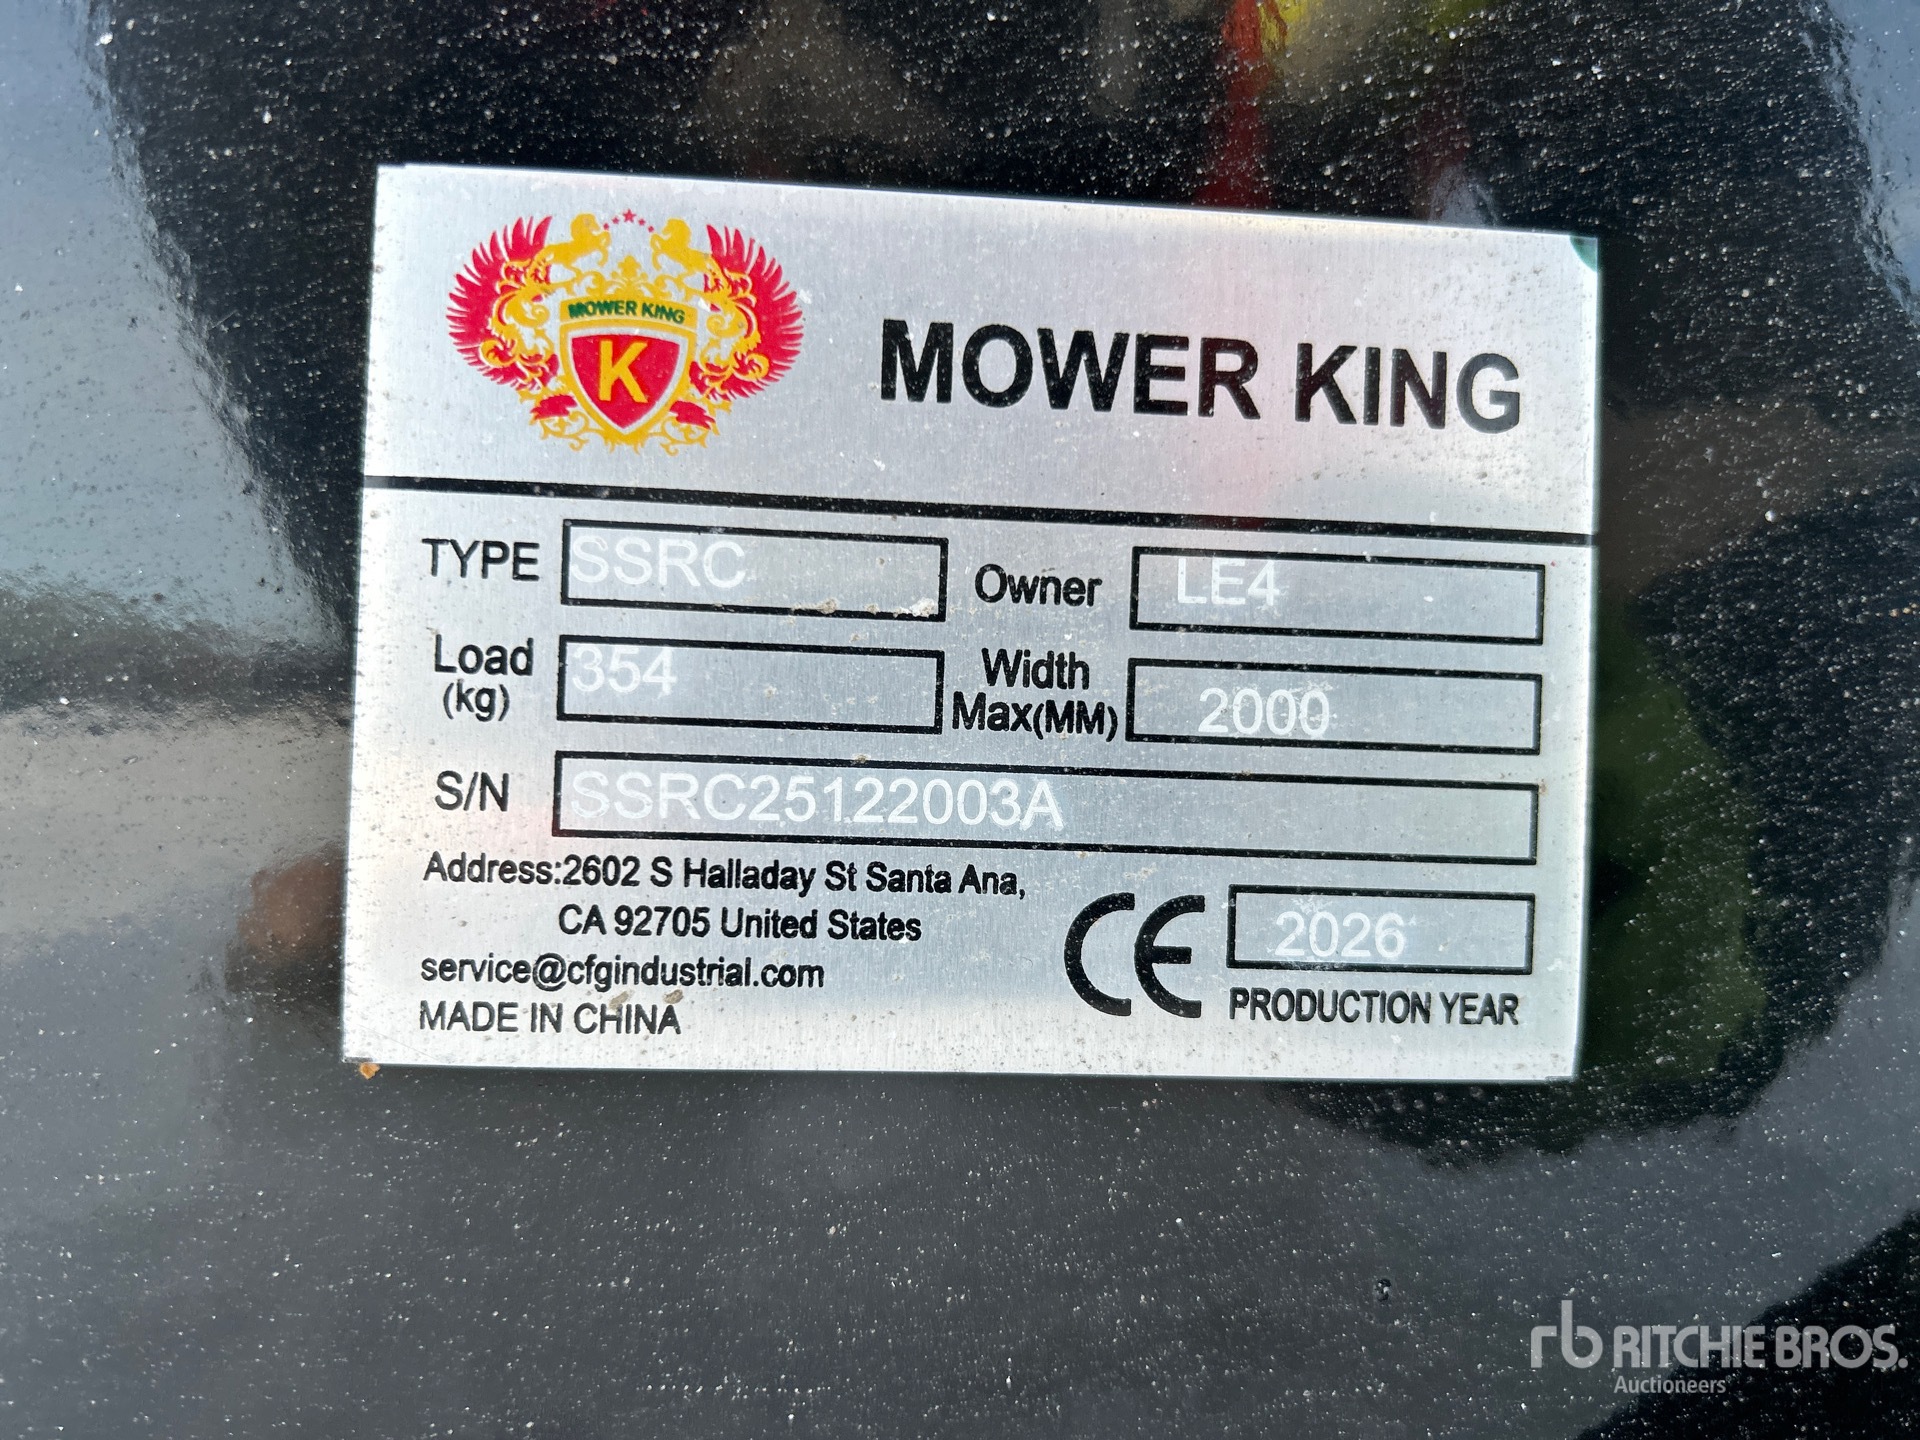 MOWER KING
K
MOWER KING
TYPE SSRC Owner LE4
Load (kg) 354 Width Max(MM) 2000
S/N SSRC25122003A
Address:2602 S Halladay St Santa Ana,
CA 92705 United States
service@cfgindustrial.com
MADE IN CHINA
CE 2026
PRODUCTION YEAR
rb RITCHIE BROS.
Auctioneers